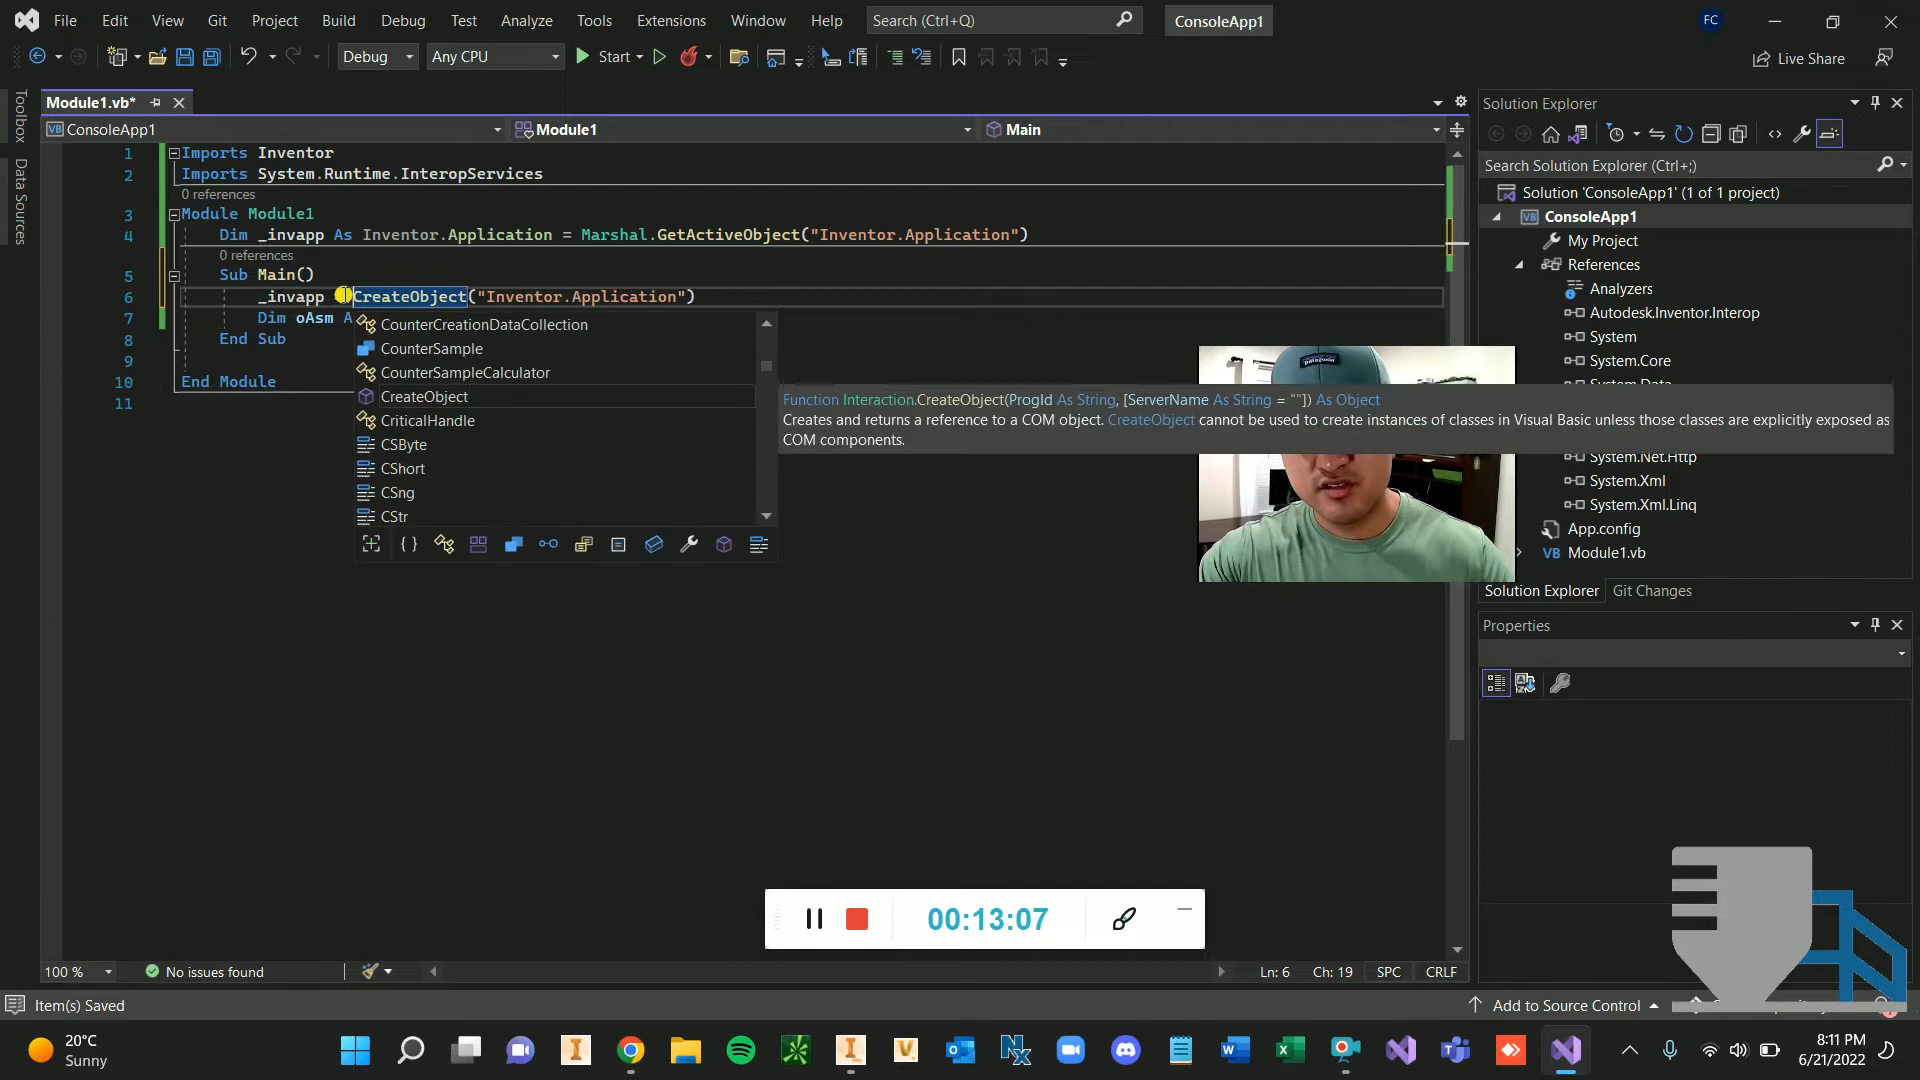 File Edit View Git Project Build Debug Test Analyze Tools Extensions Window Help Search (Ctrl+Q) ConsoleApp1 FC
Debug Any CPU Start Live Share
Toolbox
Data Sources
Module1.vb*
ConsoleApp1 Module1 Main
1 Imports Inventor
2 Imports System.Runtime.InteropServices
0 references
3 Module Module1
4 Dim _invapp As Inventor.Application = Marshal.GetActiveObject("Inventor.Application")
0 references
5 Sub Main()
6 _invapp CreateObject("Inventor.Application")
7 Dim oAsm A
8 End Sub
9
10 End Module
11
CounterCreationDataCollection
CounterSample
CounterSampleCalculator
CreateObject
CriticalHandle
CSByte
CShort
CSng
CStr
Function Interaction.CreateObject(ProgId As String, [ServerName As String = ""]) As Object
Creates and returns a reference to a COM object. CreateObject cannot be used to create instances of classes in Visual Basic unless those classes are explicitly exposed as
COM components.
patagonia
Solution Explorer
Search Solution Explorer (Ctrl+;)
Solution 'ConsoleApp1' (1 of 1 project)
ConsoleApp1
My Project
References
Analyzers
Autodesk.Inventor.Interop
System
System.Core
System.Data
System.Net.Http
System.Xml
System.Xml.Linq
App.config
Module1.vb
Solution Explorer Git Changes
Properties
00:13:07
100 % No issues found Ln: 6 Ch: 19 SPC CRLF
Item(s) Saved Add to Source Control
20°C
Sunny
8:11 PM
6/21/2022